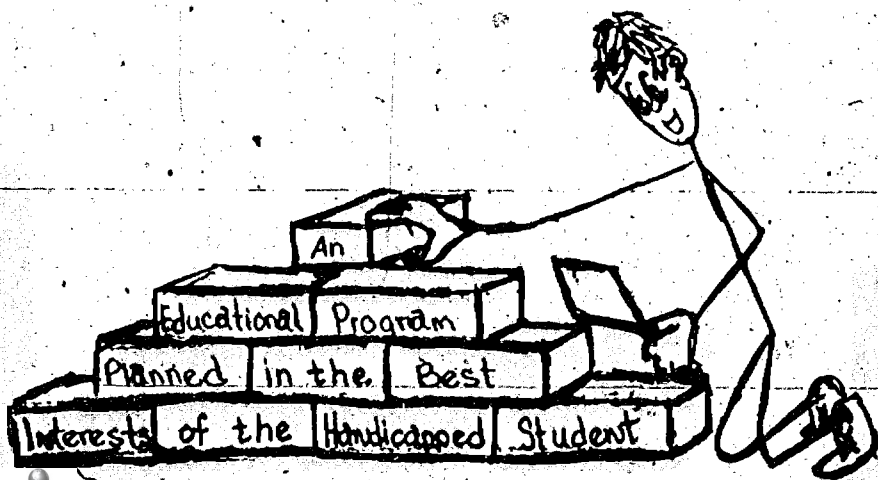 An
Educational Program
Planned in the Best
Interests of the Handicapped Student